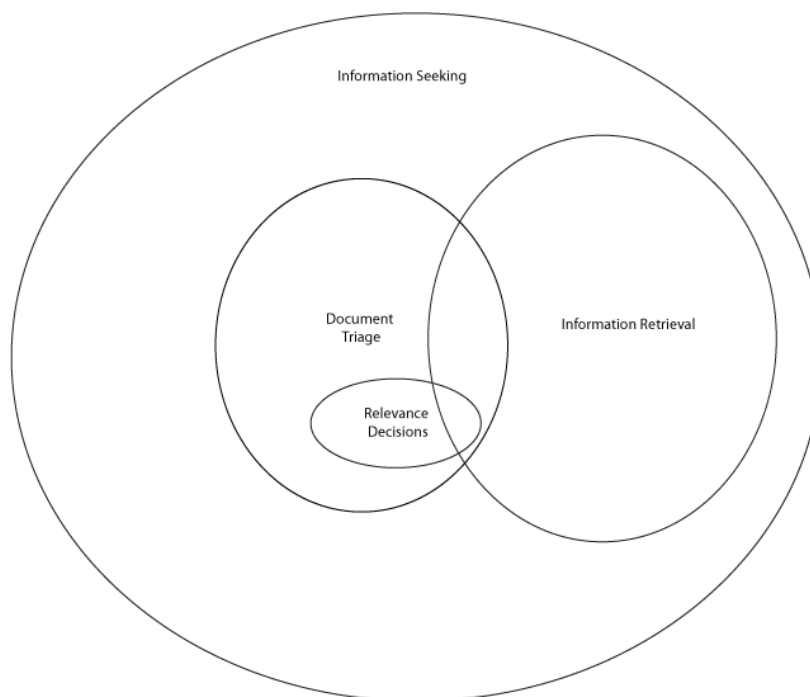 Information Seeking
Document
Triage
Information Retrieval
Relevance
Decisions